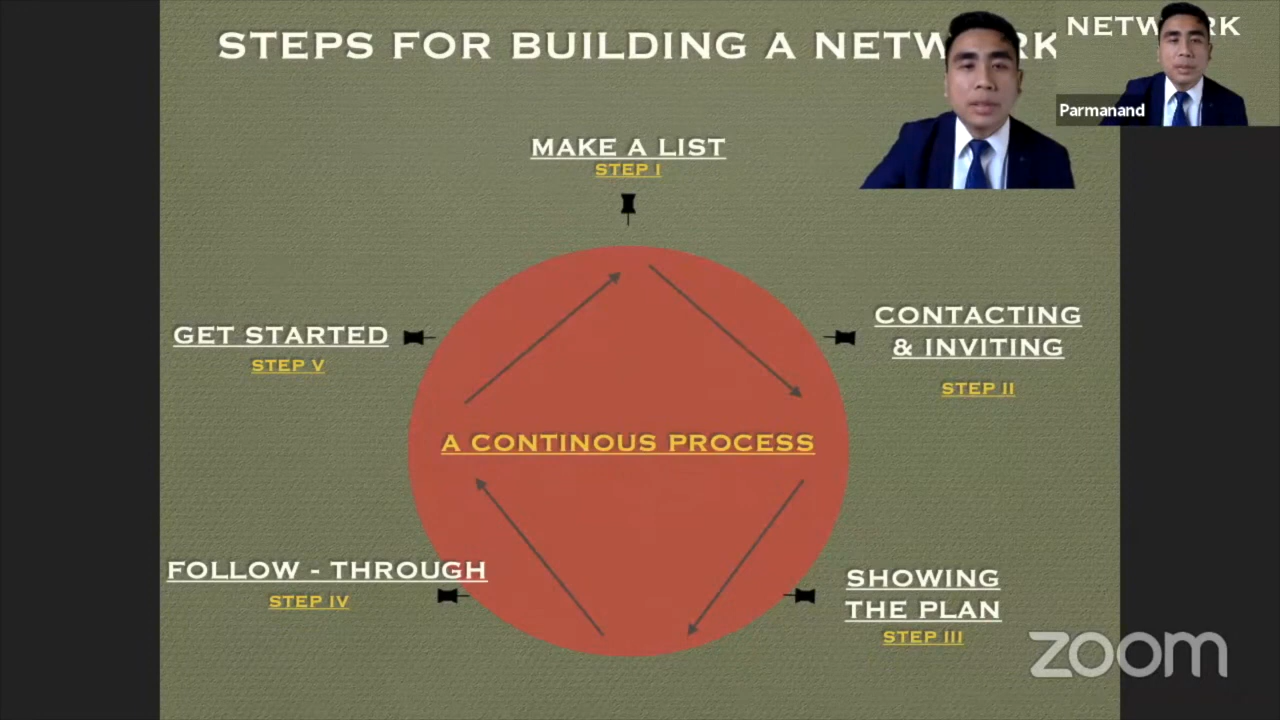 STEPS FOR BUILDING A NETW RK
NETW RK
Parmanand
MAKE A LIST
STEP I
CONTACTING
& INVITING
STEP II
GET STARTED
STEP V
A CONTINOUS PROCESS
FOLLOW - THROUGH
STEP IV
SHOWING
THE PLAN
STEP III
zoom